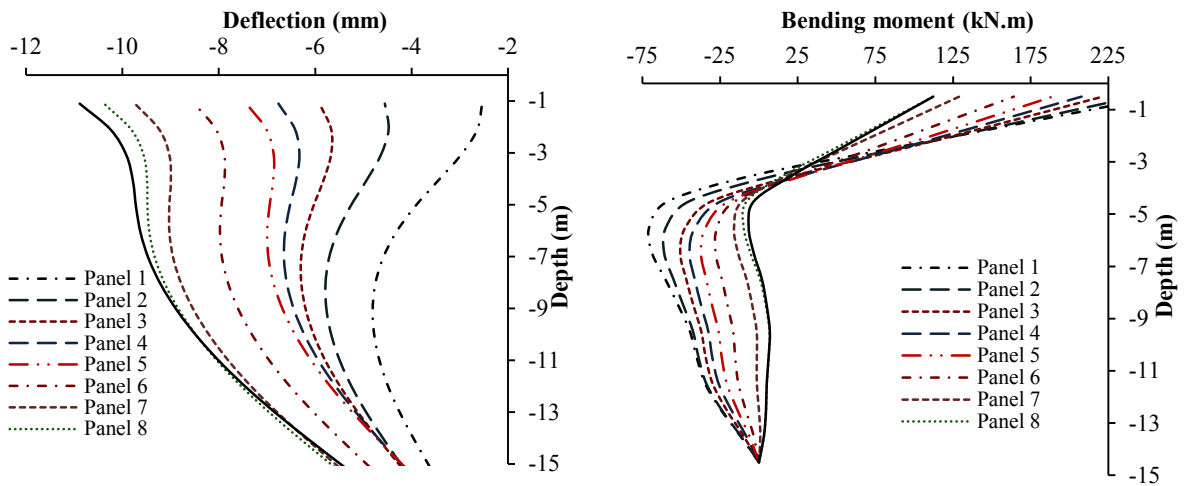 Deflection (mm)
-12 -10 -8 -6 -4 -2
-1
-3
-5
-7
-9
-11
-13
-15
Depth (m)
Panel 1
Panel 2
Panel 3
Panel 4
Panel 5
Panel 6
Panel 7
Panel 8
Bending moment (kN.m)
-75 -25 25 75 125 175 225
-1
-3
-5
-7
-9
-11
-13
-15
Depth (m)
Panel 1
Panel 2
Panel 3
Panel 4
Panel 5
Panel 6
Panel 7
Panel 8